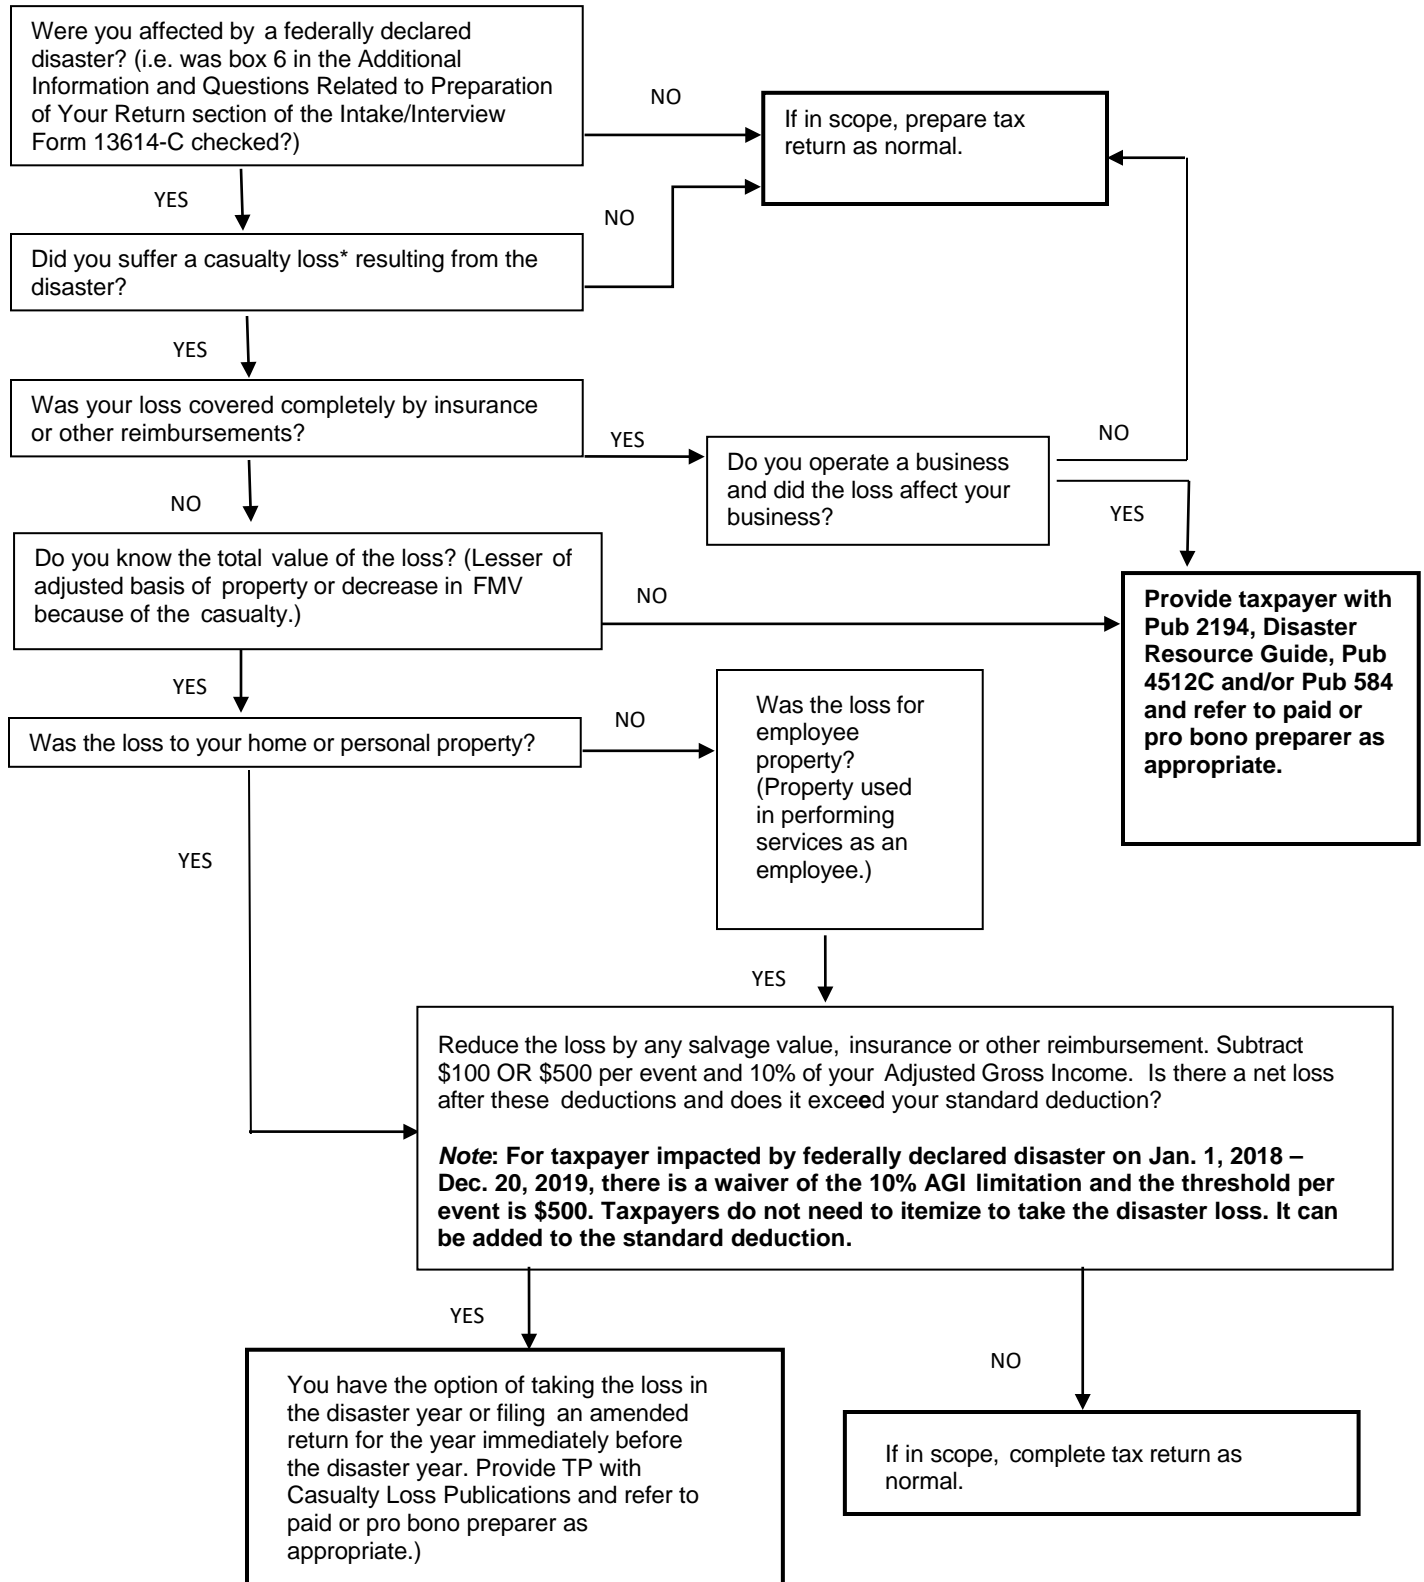 Were you affected by a federally declared
disaster? (i.e. was box 6 in the Additional
Information and Questions Related to Preparation
of Your Return section of the Intake/Interview
Form 13614-C checked?)
NO
If in scope, prepare tax
return as normal.
YES
NO
Did you suffer a casualty loss* resulting from the
disaster?
YES
Was your loss covered completely by insurance
or other reimbursements?
YES
Do you operate a business
and did the loss affect your
business?
NO
YES
NO
Do you know the total value of the loss? (Lesser of
adjusted basis of property or decrease in FMV
because of the casualty.)
NO
Provide taxpayer with
Pub 2194, Disaster
Resource Guide, Pub
4512C and/or Pub 584
and refer to paid or
pro bono preparer as
appropriate.
YES
Was the loss to your home or personal property?
NO
Was the loss for
employee
property?
(Property used
in performing
services as an
employee.)
YES
YES
Reduce the loss by any salvage value, insurance or other reimbursement. Subtract
$100 OR $500 per event and 10% of your Adjusted Gross Income. Is there a net loss
after these deductions and does it exceed your standard deduction?
Note: For taxpayer impacted by federally declared disaster on Jan. 1, 2018 –
Dec. 20, 2019, there is a waiver of the 10% AGI limitation and the threshold per
event is $500. Taxpayers do not need to itemize to take the disaster loss. It can
be added to the standard deduction.
YES
NO
You have the option of taking the loss in
the disaster year or filing an amended
return for the year immediately before
the disaster year. Provide TP with
Casualty Loss Publications and refer to
paid or pro bono preparer as
appropriate.)
If in scope, complete tax return as
normal.